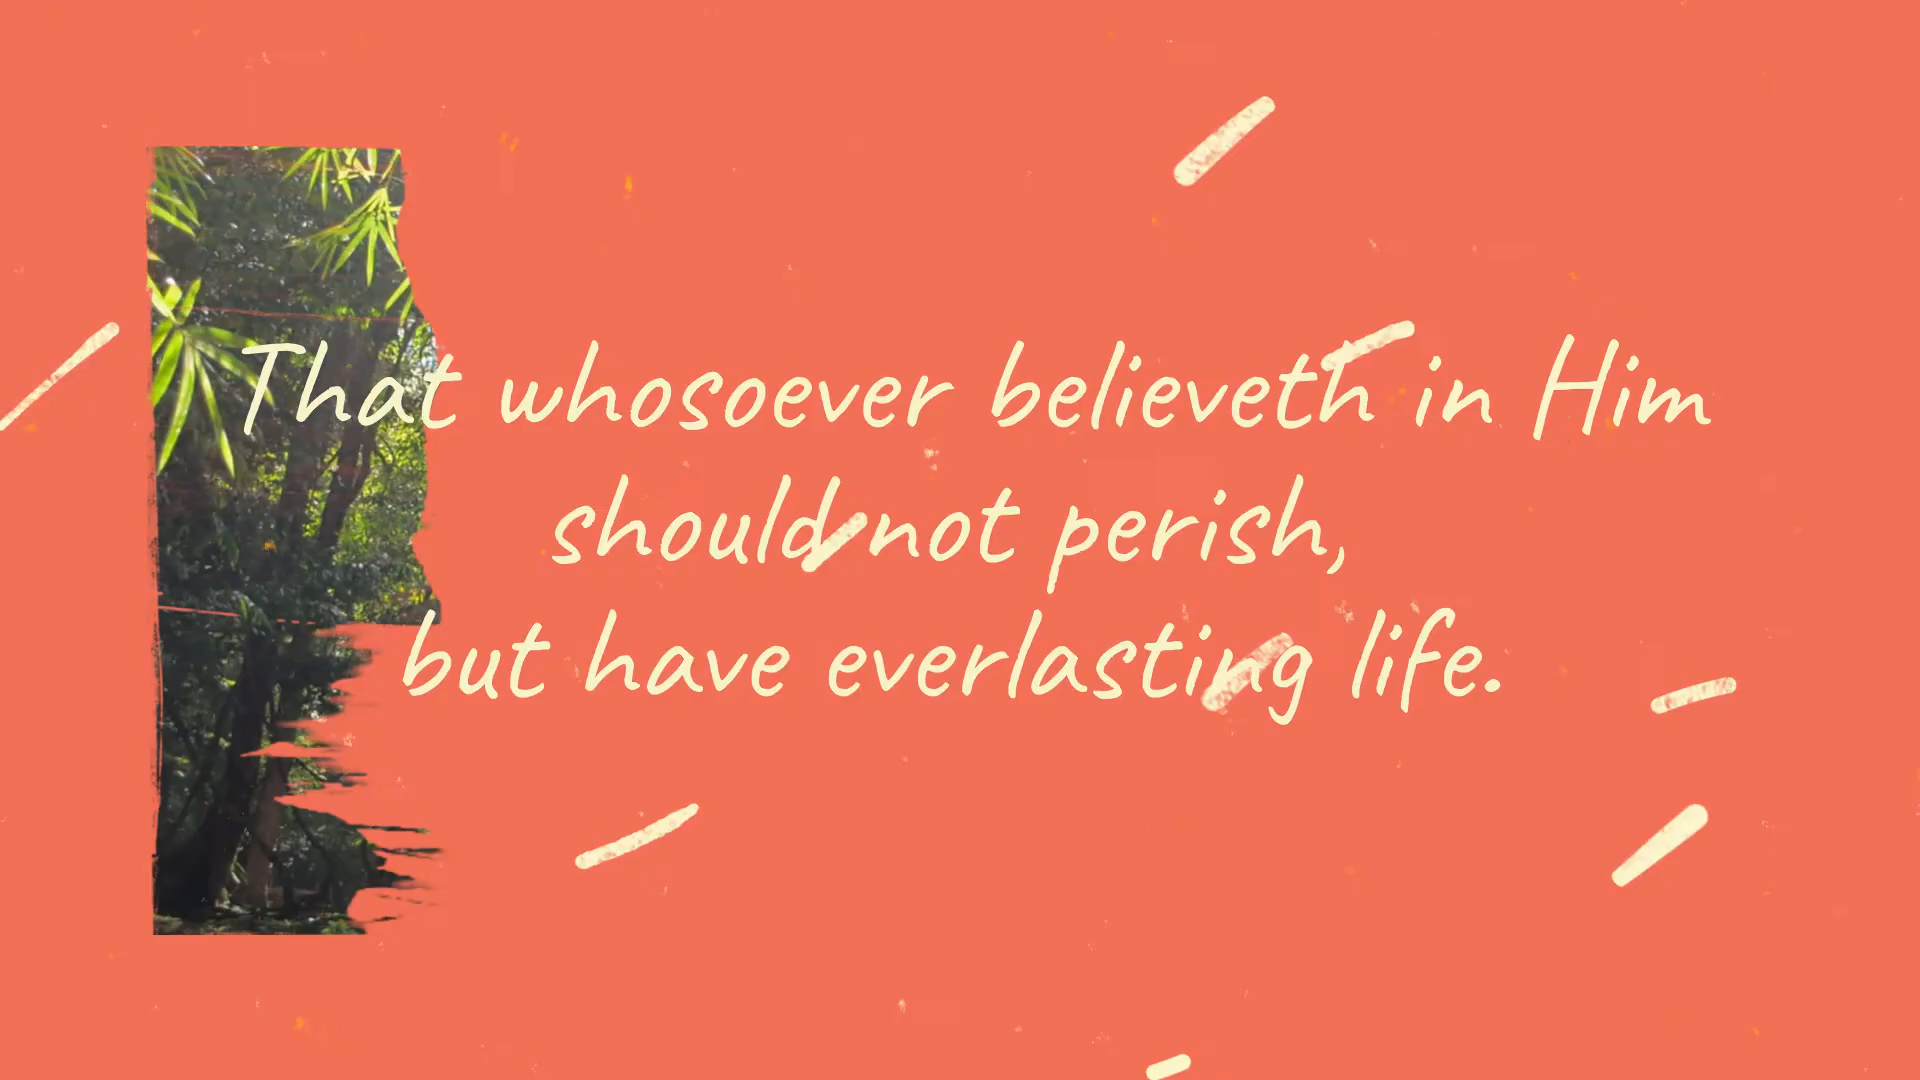 That whosoever believeth in Him
should not perish,
but have everlasting life.